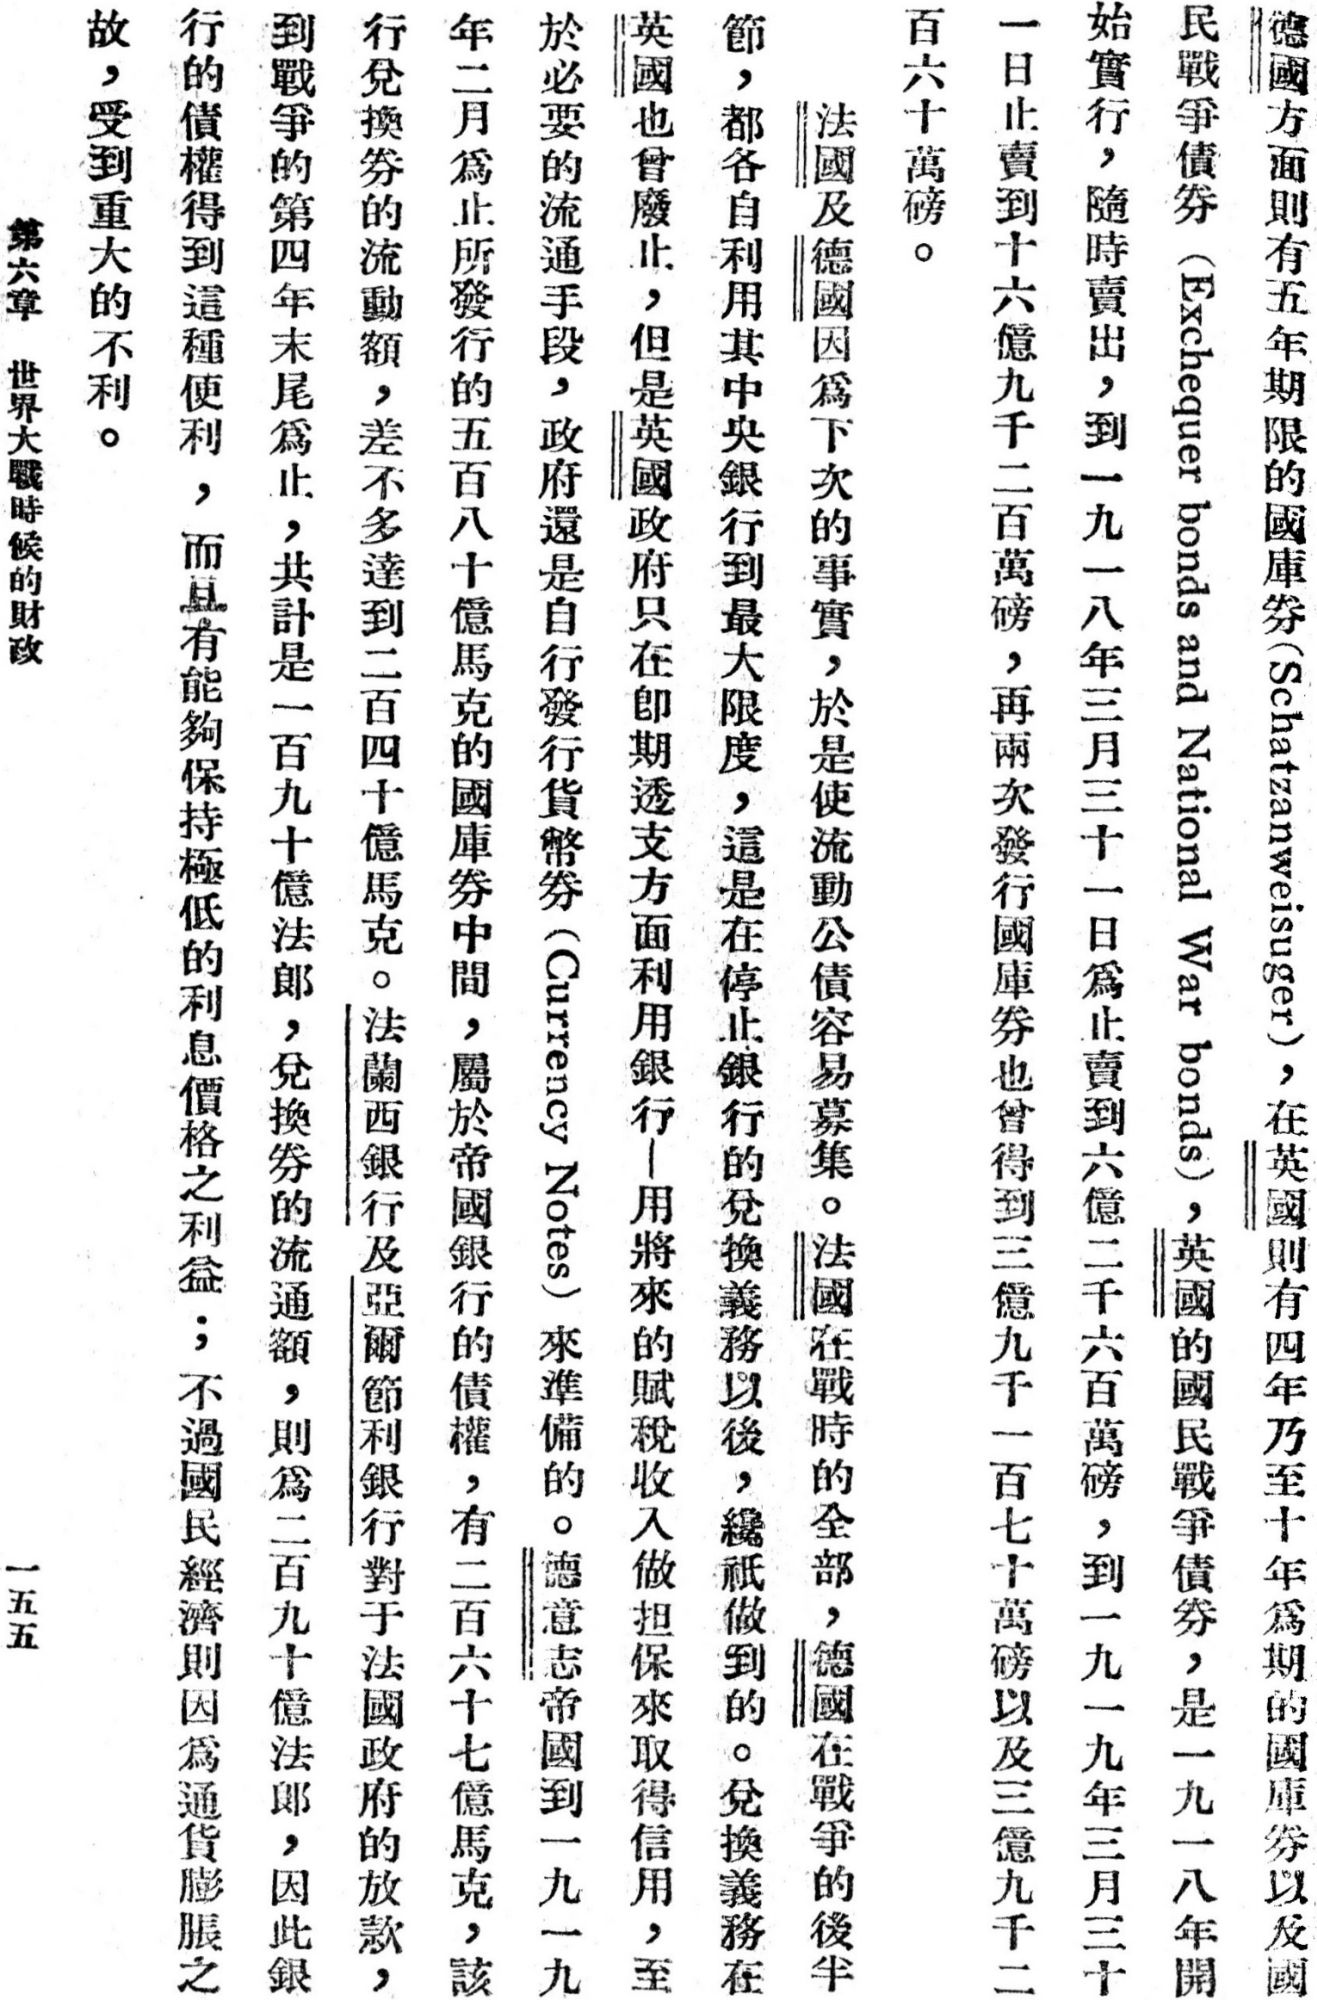 德國方面則有五年期限的國庫劵(Schatzanweisuger)，在英國則有四年乃至十年爲期的國庫劵以及國
民戰爭債劵(Exchequer bonds and National War bonds)，英國的國民戰爭債劵，是一九一八年開
始實行，隨時賣出，到一九一八年三月三十一日爲止賣到六億二千六百萬磅，到一九一九年三月三十
一日止賣到十六億九千二百萬磅，再兩次發行國庫劵也曾得到三億九千一百七十萬磅以及三億九千二
百六十萬磅。
法國及德國因爲下次的事實，於是使流動公債容易募集。法國在戰時的全部，德國在戰爭的後半
節，都各自利用其中央銀行到最大限度，這是在停止銀行的兌換義務以後，纔祇做到的。兌換義務在
英國也曾廢止，但是英國政府只在卽期透支方面利用銀行—用將來的賦稅收入做担保來取得信用，至
於必要的流通手段，政府還是自行發行貨幣劵(Currency Notes)來準備的。德意志帝國到一九一九
年二月爲止所發行的五百八十億馬克的國庫劵中間，屬於帝國銀行的債權，有二百六十七億馬克，該
行兌換劵的流動額，差不多達到二百四十億馬克。法蘭西銀行及亞爾節利銀行對于法國政府的放款，
到戰爭的第四年末尾爲止，共計是一百九十億法郎，兌換劵的流通額，則爲二百九十億法郎，因此銀
行的債權得到這種便利，而且有能夠保持極低的利息價格之利益；不過國民經濟則因爲通貨膨脹之
故，受到重大的不利。
第六章　世界大戰時候的財政
一五五